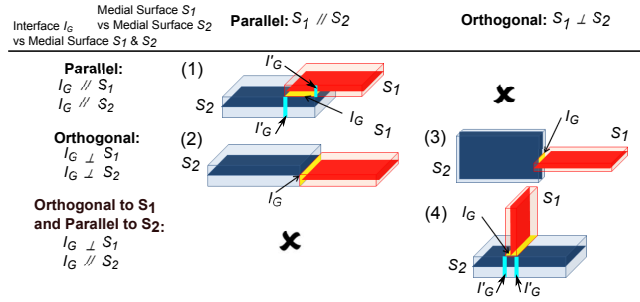 Medial Surface S1
vs Medial Surface S2
Interface IG
vs Medial Surface S1 & S2
Parallel: S1 // S2
Orthogonal: S1 ⊥ S2
Parallel:
IG // S1
IG // S2
(1)
I'G
S1
S2
I'G
IG
Orthogonal:
IG ⊥ S1
IG ⊥ S2
(2)
S1
S2
IG
(3)
IG
S1
S2
Orthogonal to S1
and Parallel to S2:
IG ⊥ S1
IG // S2
(4)
S1
IG
S2
I'G I'G